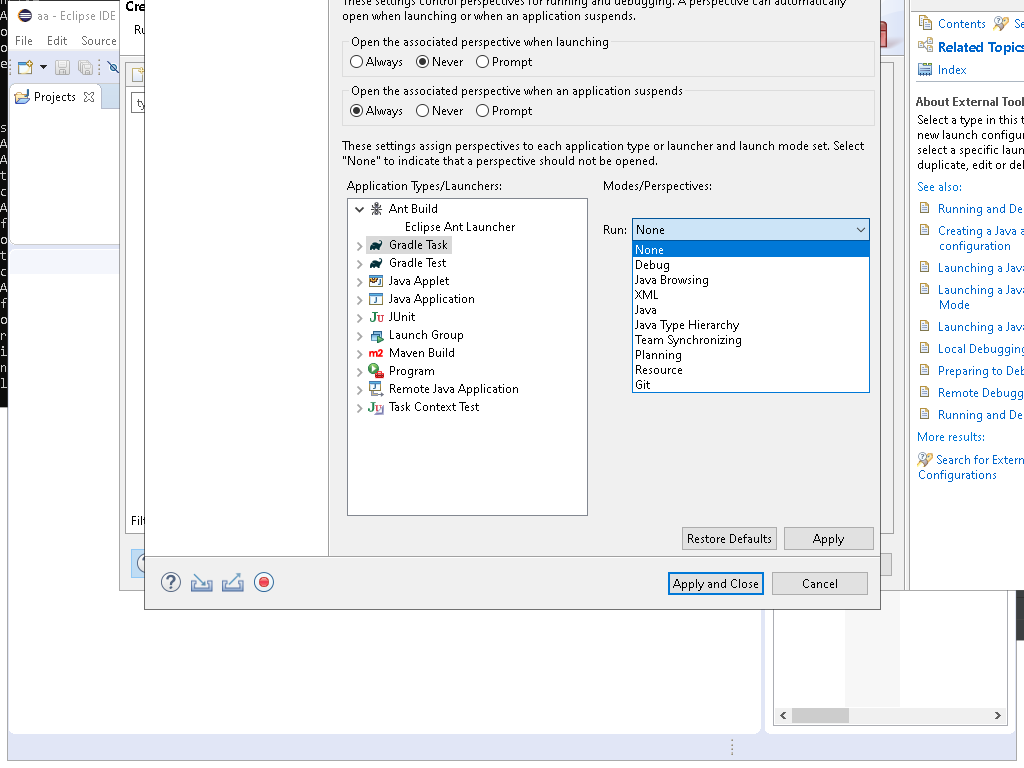 aa - Eclipse IDE
File Edit Source
Projects
Cre
Ru
ty
Filt
These settings control perspectives for running and debugging. A perspective can automatically
open when launching or when an application suspends.
Open the associated perspective when launching
Always Never Prompt
Open the associated perspective when an application suspends
Always Never Prompt
These settings assign perspectives to each application type or launcher and launch mode set. Select
"None" to indicate that a perspective should not be opened.
Application Types/Launchers:
Ant Build
Eclipse Ant Launcher
Gradle Task
Gradle Test
Java Applet
Java Application
JUnit
Launch Group
Maven Build
Program
Remote Java Application
Task Context Test
Modes/Perspectives:
Run: None
None
Debug
Java Browsing
XML
Java
Java Type Hierarchy
Team Synchronizing
Planning
Resource
Git
Restore Defaults Apply
Apply and Close Cancel
Contents Se
Related Topics
Index
About External Tool
Select a type in this t
new launch configur
select a specific laun
duplicate, edit or del
See also:
Running and De
Creating a Java a
configuration
Launching a Java
Launching a Java
Mode
Launching a Java
Local Debugging
Preparing to Deb
Remote Debugg
Running and De
More results:
Search for Extern
Configurations